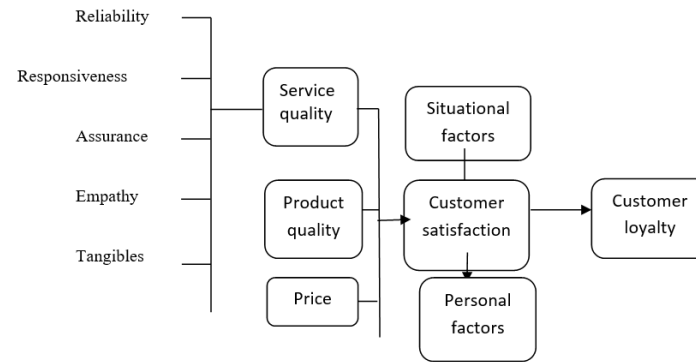 Reliability
Responsiveness
Assurance
Empathy
Tangibles
Service
quality
Product
quality
Price
Situational
factors
Customer
satisfaction
Personal
factors
Customer
loyalty